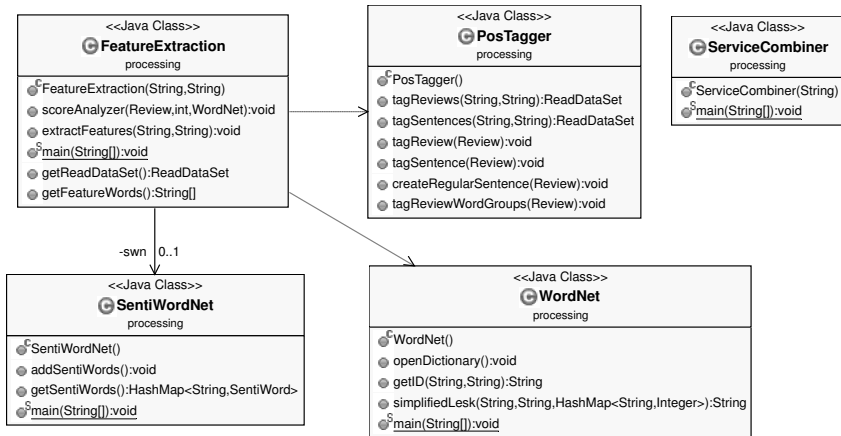 <<Java Class>>
FeatureExtraction
processing
FeatureExtraction(String,String)
scoreAnalyzer(Review,int,WordNet):void
extractFeatures(String,String):void
main(String[]):void
getReadDataSet():ReadDataSet
getFeatureWords():String[]
<<Java Class>>
PosTagger
processing
PosTagger()
tagReviews(String,String):ReadDataSet
tagSentences(String,String):ReadDataSet
tagReview(Review):void
tagSentence(Review):void
createRegularSentence(Review):void
tagReviewWordGroups(Review):void
<<Java Class>>
ServiceCombiner
processing
ServiceCombiner(String)
main(String[]):void
-swn 0..1
<<Java Class>>
SentiWordNet
processing
SentiWordNet()
addSentiWords():void
getSentiWords():HashMap<String,SentiWord>
main(String[]):void
<<Java Class>>
WordNet
processing
WordNet()
openDictionary():void
getID(String,String):String
simplifiedLesk(String,String,HashMap<String,Integer>):String
main(String[]):void